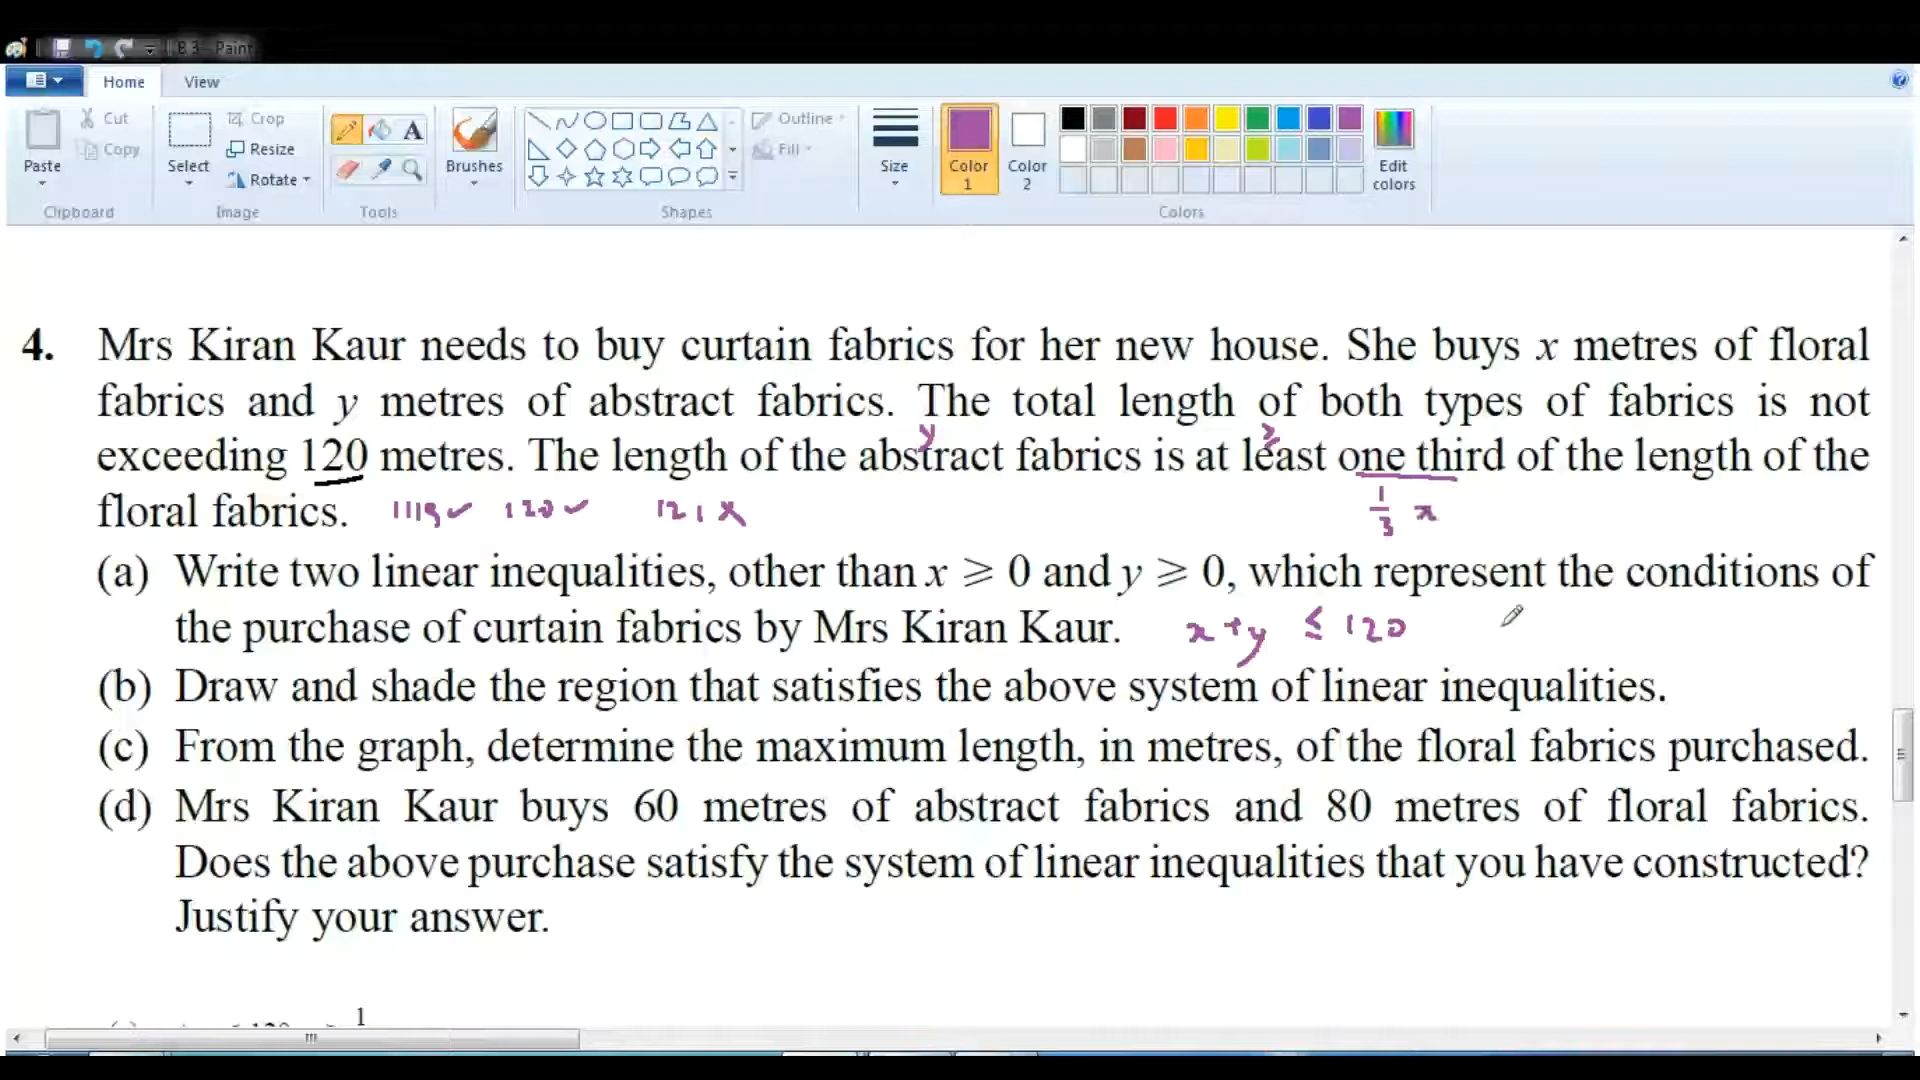 B 3 - Paint
Home View
Cut
Copy
Paste
Clipboard
Select
Crop
Resize
Rotate
Image
A
Tools
Brushes
Outline
Fill
Shapes
Size
Color 1
Color 2
Edit colors
Colors
4. Mrs Kiran Kaur needs to buy curtain fabrics for her new house. She buys x metres of floral
fabrics and y metres of abstract fabrics. The total length of both types of fabrics is not
y ≥
exceeding 120 metres. The length of the abstract fabrics is at least one third of the length of the
floral fabrics. 1119 ✓ 120 ✓ 121 x 1/3 x
(a) Write two linear inequalities, other than x ⩾ 0 and y ⩾ 0, which represent the conditions of
the purchase of curtain fabrics by Mrs Kiran Kaur. x + y ≤ 120
(b) Draw and shade the region that satisfies the above system of linear inequalities.
(c) From the graph, determine the maximum length, in metres, of the floral fabrics purchased.
(d) Mrs Kiran Kaur buys 60 metres of abstract fabrics and 80 metres of floral fabrics.
Does the above purchase satisfy the system of linear inequalities that you have constructed?
Justify your answer.
1